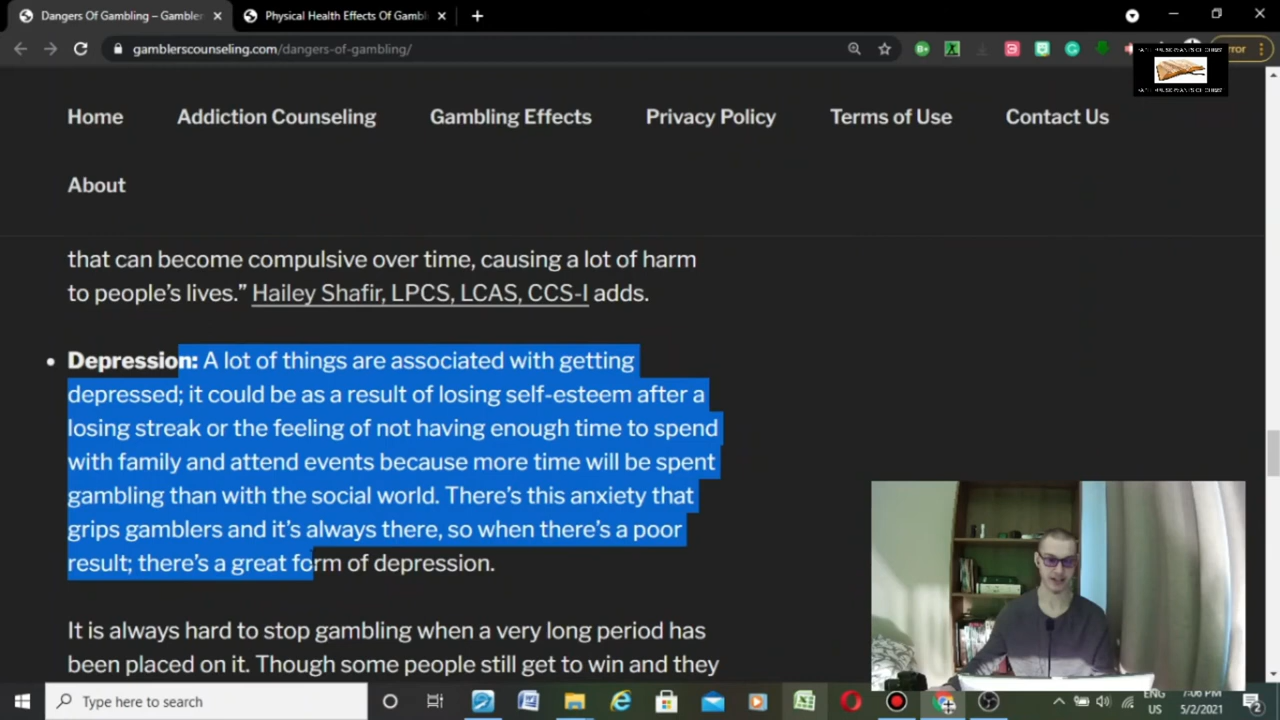 Dangers Of Gambling – Gambler
Physical Health Effects Of Gambl
gamblerscounseling.com/dangers-of-gambling/
Home
Addiction Counseling
Gambling Effects
Privacy Policy
Terms of Use
Contact Us
About
that can become compulsive over time, causing a lot of harm
to people's lives.” Hailey Shafir, LPCS, LCAS, CCS-I adds.
Depression: A lot of things are associated with getting
depressed; it could be as a result of losing self-esteem after a
losing streak or the feeling of not having enough time to spend
with family and attend events because more time will be spent
gambling than with the social world. There's this anxiety that
grips gamblers and it's always there, so when there's a poor
result; there's a great form of depression.
It is always hard to stop gambling when a very long period has
been placed on it. Though some people still get to win and they
Type here to search
ENG
US
7:06 PM
5/2/2021
2